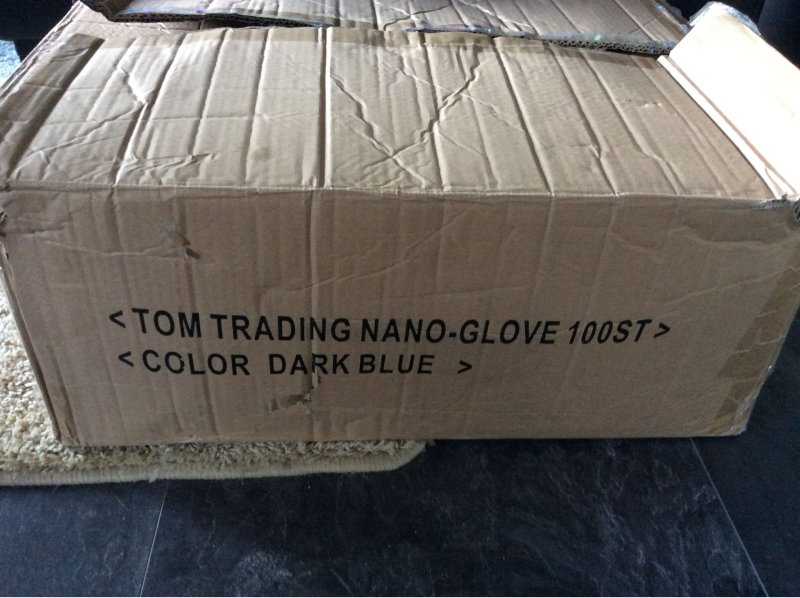 <TOM TRADING NANO-GLOVE 100ST>
<COLOR DARK BLUE >